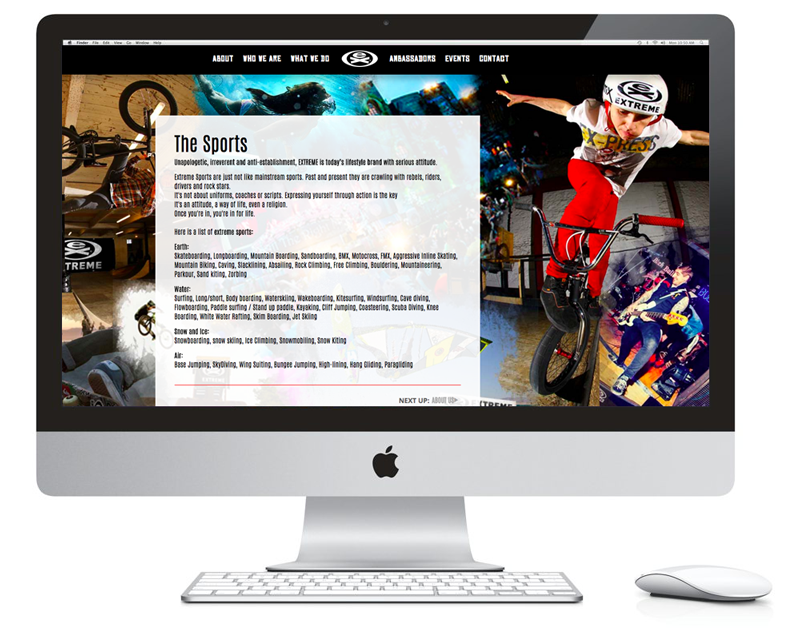 Finder File Edit View Go Window Help
ABOUT WHO WE ARE WHAT WE DO AMBASSADORS EVENTS CONTACT
The Sports
Unapologetic, irreverent and anti-establishment, EXTREME is today's lifestyle brand with serious attitude.
Extreme Sports are just not like mainstream sports. Past and present they are crawling with rebels, riders,
drivers and rock stars.
It's not about uniforms, coaches or scripts. Expressing yourself through action is the key
It's an attitude, a way of life, even a religion.
Once you're in, you're in for life.
Here is a list of extreme sports:
Earth:
Skateboarding, Longboarding, Mountain Boarding, Sandboarding, BMX, Motocross, FMX, Aggressive Inline Skating,
Mountain Biking, Caving, Slacklining, Absailing, Rock Climbing, Free Climbing, Bouldering, Mountaineering,
Parkour, Sand kiting, Zorbing
Water:
Surfing, Long/short, Body boarding, Waterskiing, Wakeboarding, Kitesurfing, Windsurfing, Cave diving,
Flowboarding, Paddle surfing / Stand up paddle, Kayaking, Cliff Jumping, Coasteering, Scuba Diving, Knee
Boarding, White Water Rafting, Skim Boarding, Jet Skiing
Snow and Ice:
Snowboarding, snow skiing, Ice Climbing, Snowmobiling, Snow Kiting
Air:
Base Jumping, SkyDiving, Wing Suiting, Bungee Jumping, High-lining, Hang Gliding, Paragliding
NEXT UP: ABOUT US
EXTREME
X-PRESS
TREME
XTREME